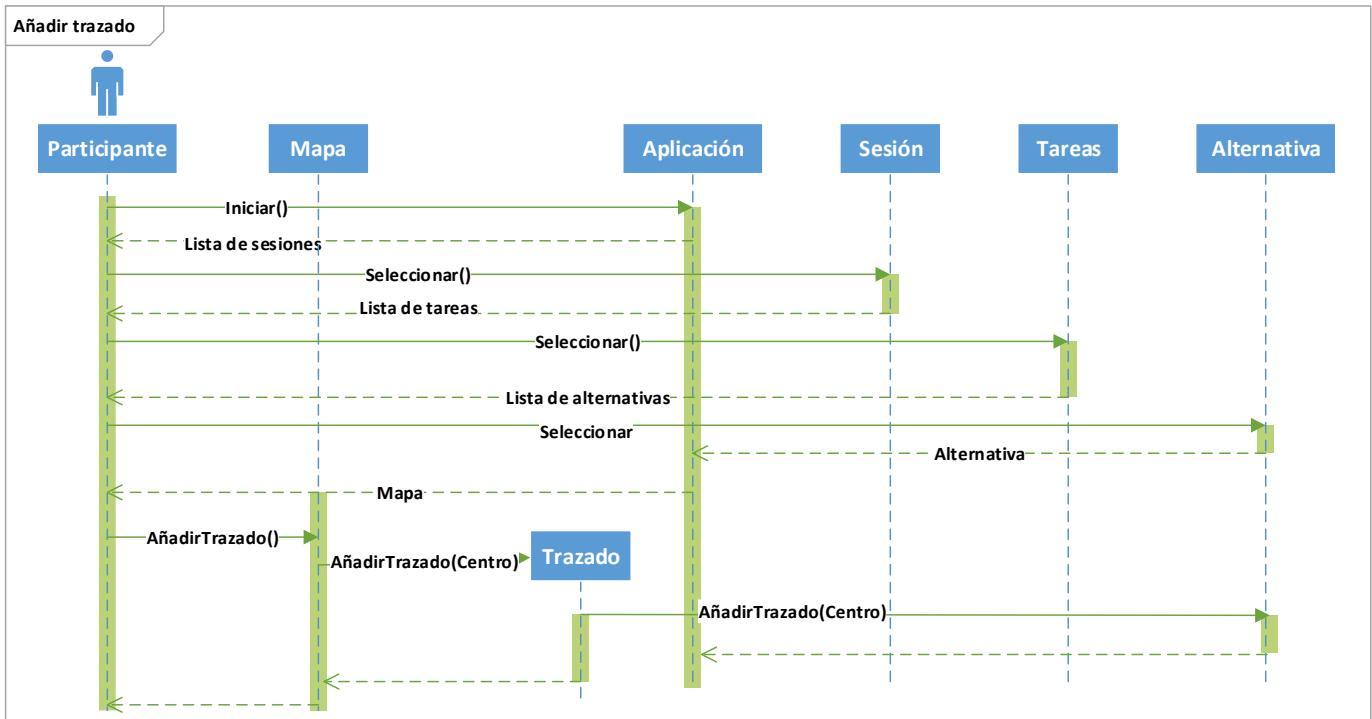 Añadir trazado
Participante
Mapa
Aplicación
Sesión
Tareas
Alternativa
Iniciar()
Lista de sesiones
Seleccionar()
Lista de tareas
Seleccionar()
Lista de alternativas
Seleccionar
Alternativa
Mapa
AñadirTrazado()
AñadirTrazado(Centro)
Trazado
AñadirTrazado(Centro)